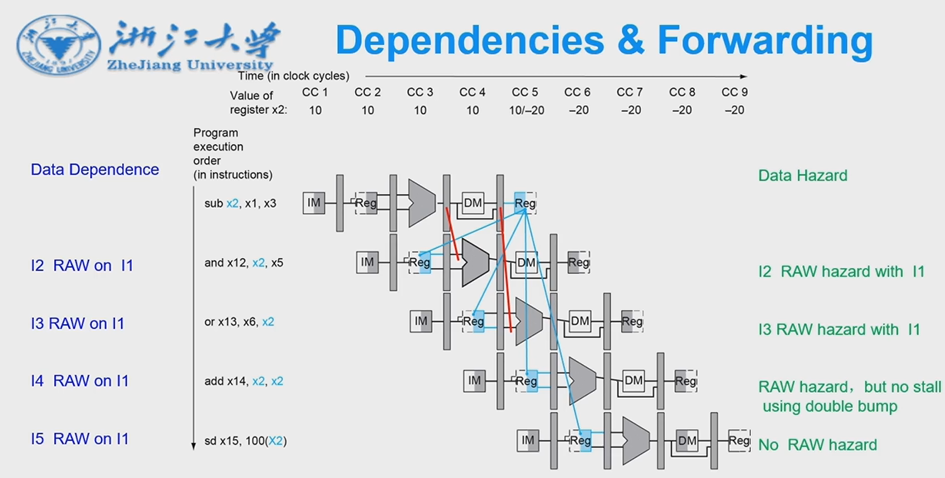 浙江大学
ZheJiang University
Dependencies & Forwarding
Time (in clock cycles)
Value of register x2:
CC 1 CC 2 CC 3 CC 4 CC 5 CC 6 CC 7 CC 8 CC 9
10 10 10 10 10/–20 –20 –20 –20 –20
Program
execution
order
(in instructions)
Data Dependence
Data Hazard
sub x2, x1, x3
IM Reg DM Reg
I2 RAW on I1
and x12, x2, x5
IM Reg DM Reg
I2 RAW hazard with I1
I3 RAW on I1
or x13, x6, x2
IM Reg DM Reg
I3 RAW hazard with I1
I4 RAW on I1
add x14, x2, x2
IM Reg DM Reg
RAW hazard，but no stall
using double bump
I5 RAW on I1
sd x15, 100(X2)
IM Reg DM Reg
No RAW hazard